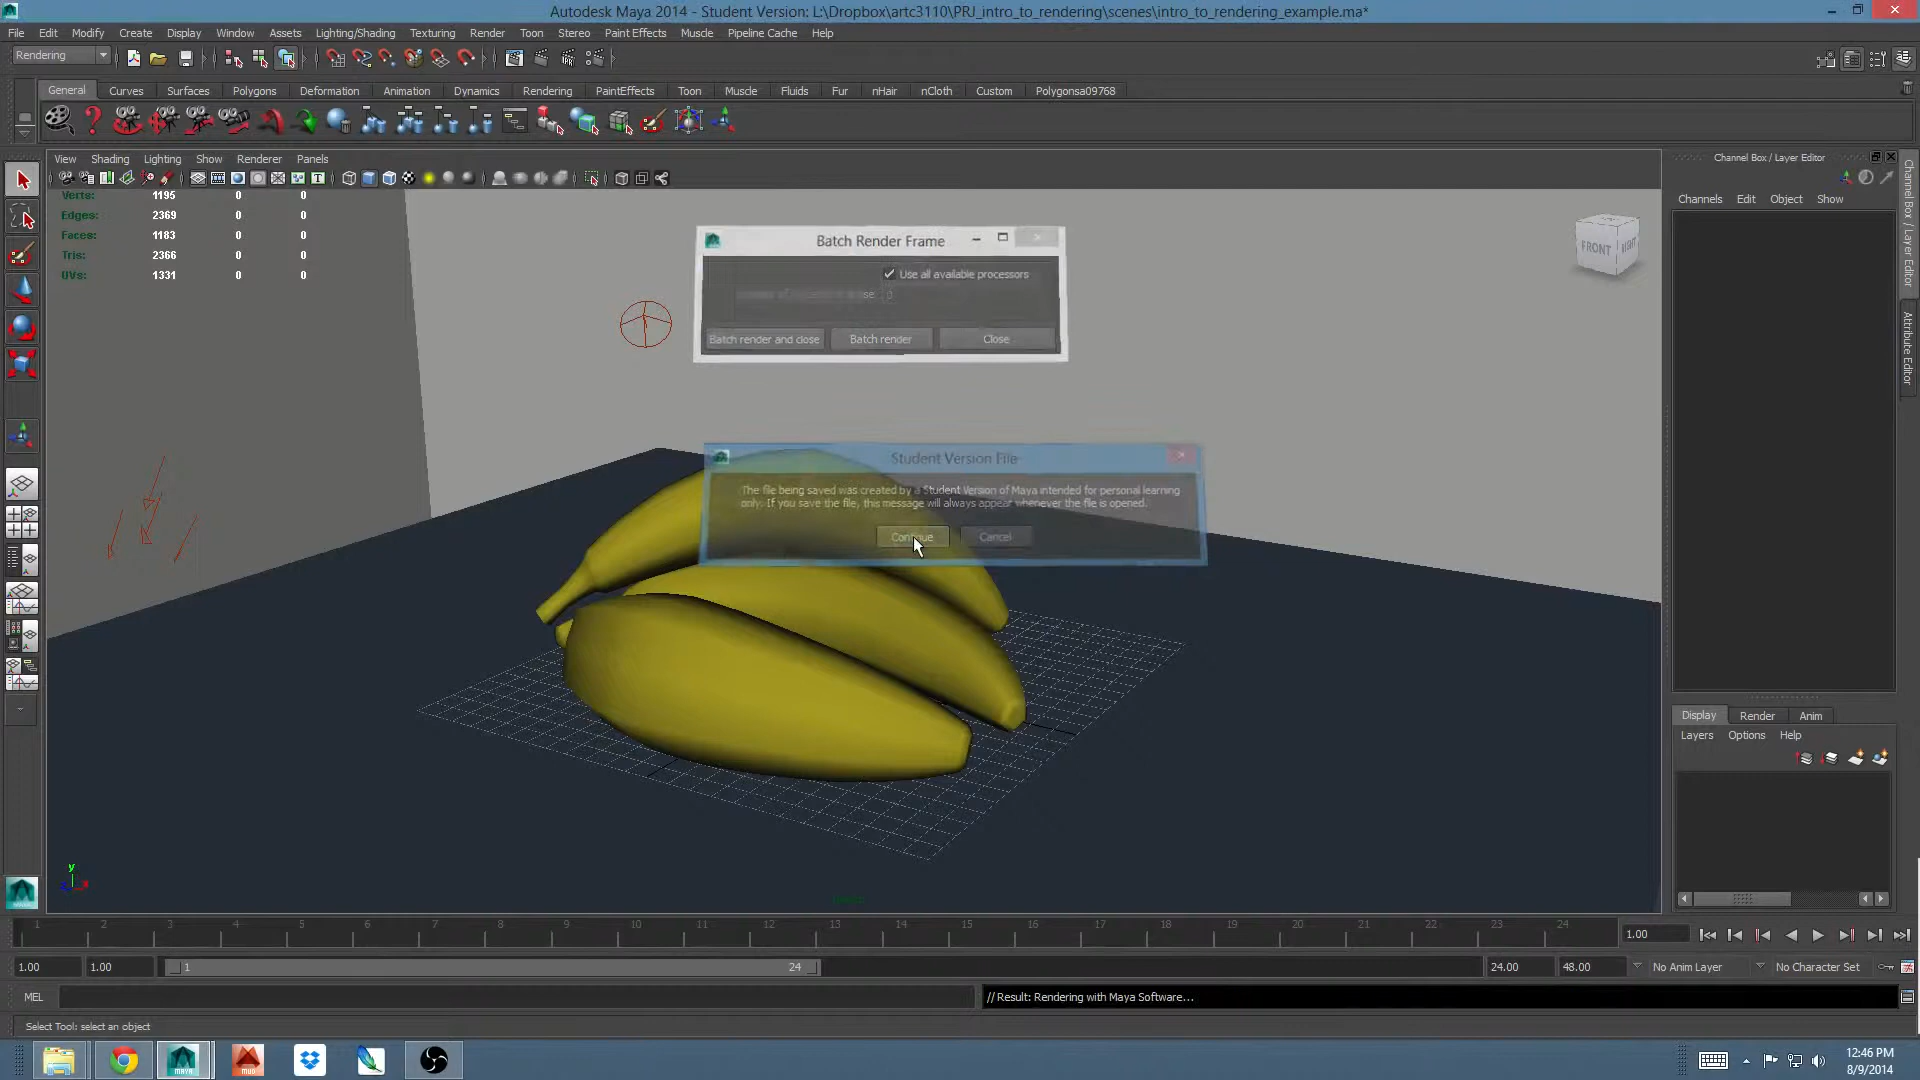 Autodesk Maya 2014 - Student Version: L:\Dropbox\artc3110\PRJ_intro_to_rendering\scenes\intro_to_rendering_example.ma*
File Edit Modify Create Display Window Assets Lighting/Shading Texturing Render Toon Stereo Paint Effects Muscle Pipeline Cache Help
Rendering
General Curves Surfaces Polygons Deformation Animation Dynamics Rendering PaintEffects Toon Muscle Fluids Fur nHair nCloth Custom Polygonsa09768
View Shading Lighting Show Renderer Panels
Channel Box / Layer Editor
Channels Edit Object Show
Verts: 1195 0 0
Edges: 2369 0 0
Faces: 1183 0 0
Tris: 2366 0 0
UVs: 1331 0 0
FRONT
Channel Box / Layer Editor
Attribute Editor
Batch Render Frame
Use all available processors
Batch render and close Batch render Close
Student Version File
The file being saved was created by a Student Version of Maya intended for personal learning
only. If you save the file, this message will always appear whenever the file is opened.
Continue Cancel
Display Render Anim
Layers Options Help
y
1 2 3 4 5 6 7 8 9 10 11 12 13 14 15 16 17 18 19 20 21 22 23 24 1.00
1.00 1.00 1 24 24.00 48.00 No Anim Layer No Character Set
MEL // Result: Rendering with Maya Software...
Select Tool: select an object
MAYA MUD
12:46 PM
8/9/2014